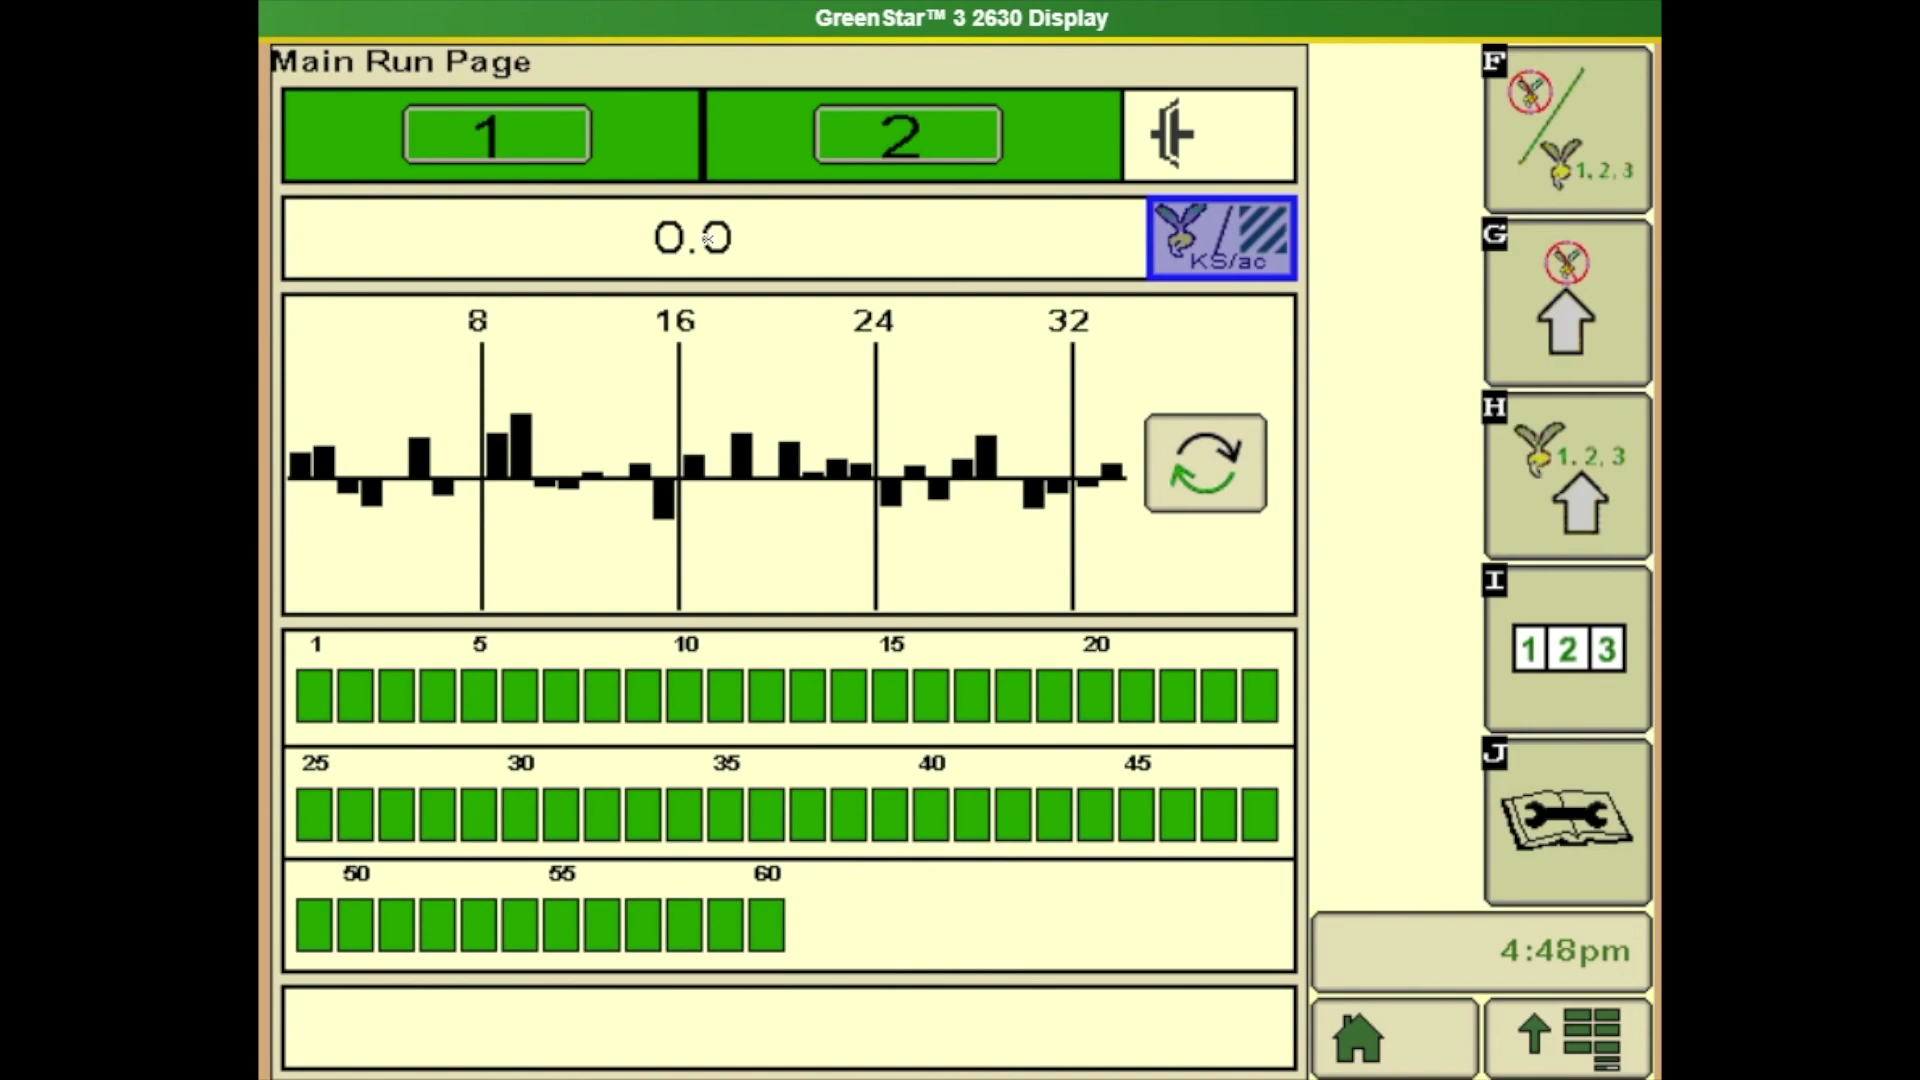 GreenStar™ 3 2630 Display
Main Run Page
1 2
0.0 KS/ac
8 16 24 32
1 5 10 15 20
25 30 35 40 45
50 55 60
F
1, 2, 3
G
H
1, 2, 3
I
1 2 3
J
4:48pm